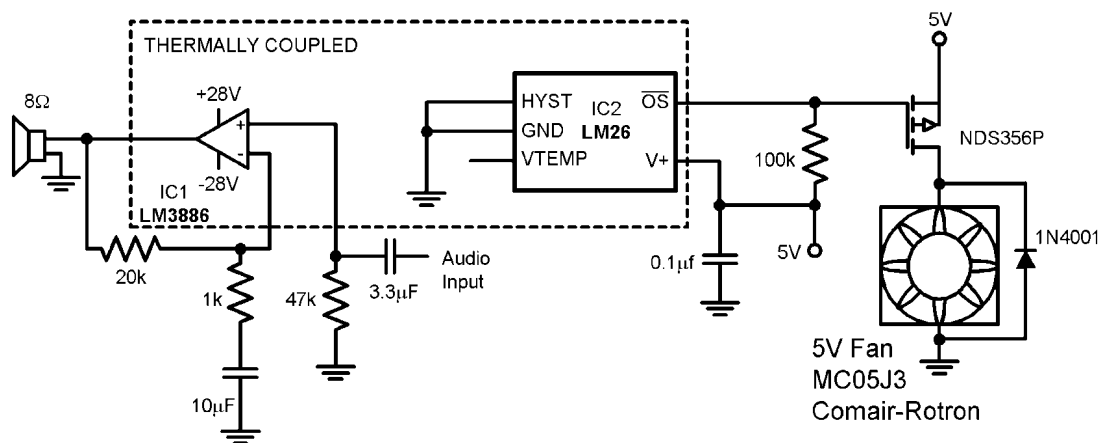 THERMALLY COUPLED
5V
8Ω
+28V
+
-
-28V
IC1
LM3886
HYST
GND
VTEMP
IC2
LM26
OS
V+
100k
NDS356P
5V
0.1µf
1N4001
20k
1k
47k
3.3µF
Audio
Input
10µF
5V Fan
MC05J3
Comair-Rotron